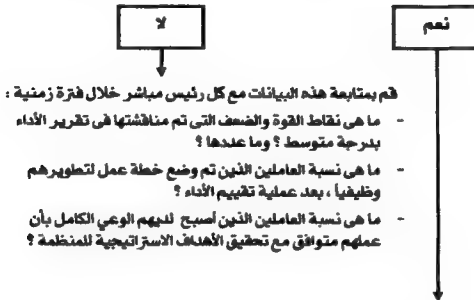 نعم
لا
قم بمتابعة هذه البيانات مع كل رئيس مباشر خلال فترة زمنية :
- ما هى نقاط القوة والضعف التى تم مناقشتها فى تقرير الأداء
بدرجة متوسط ؟ وما عددها ؟
- ما هى نسبة العاملين الذين تم وضع خطة عمل لتطويرهم
وظيفياً ، بعد عملية تقييم الأداء ؟
- ما هى نسبة العاملين الذين أصبح لديهم الوعي الكامل بأن
عملهم متوافق مع تحقيق الأهداف الاستراتيجية للمنظمة ؟